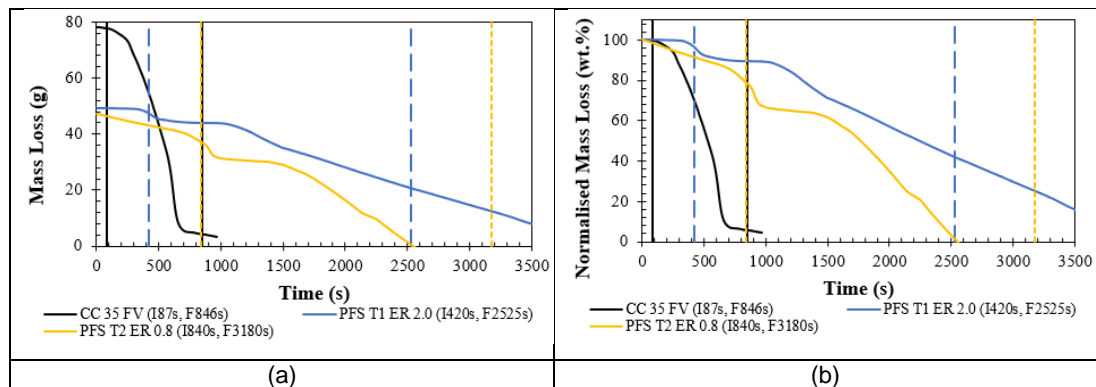 80
60
40
20
0
Mass Loss (g)
0 500 1000 1500 2000 2500 3000 3500
Time (s)
CC 35 FV (I87s, F846s)
PFS T1 ER 2.0 (I420s, F2525s)
PFS T2 ER 0.8 (I840s, F3180s)
(a)
120
100
80
60
40
20
0
Normalised Mass Loss (wt.%)
0 500 1000 1500 2000 2500 3000 3500
Time (s)
CC 35 FV (I87s, F846s)
PFS T1 ER 2.0 (I420s, F2525s)
PFS T2 ER 0.8 (I840s, F3180s)
(b)